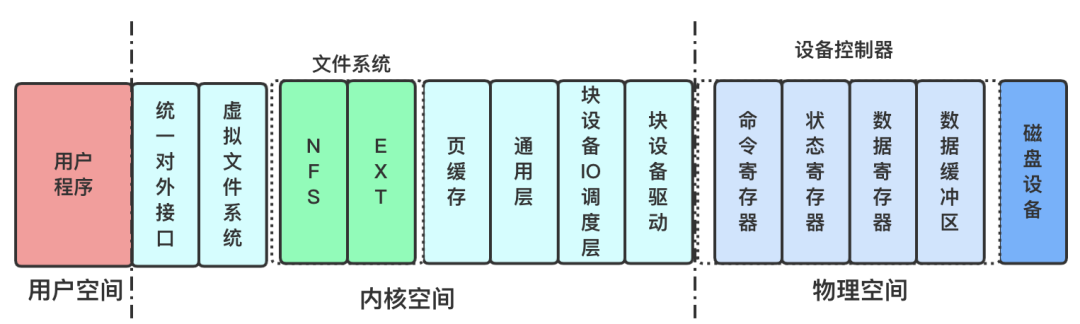 文件系统
设备控制器
用户
程序
统一对外接口
虚拟文件系统
NFS
EXT
页缓存
通用层
块设备IO调度层
块设备驱动
命令寄存器
状态寄存器
数据寄存器
数据缓冲区
磁盘设备
用户空间
内核空间
物理空间